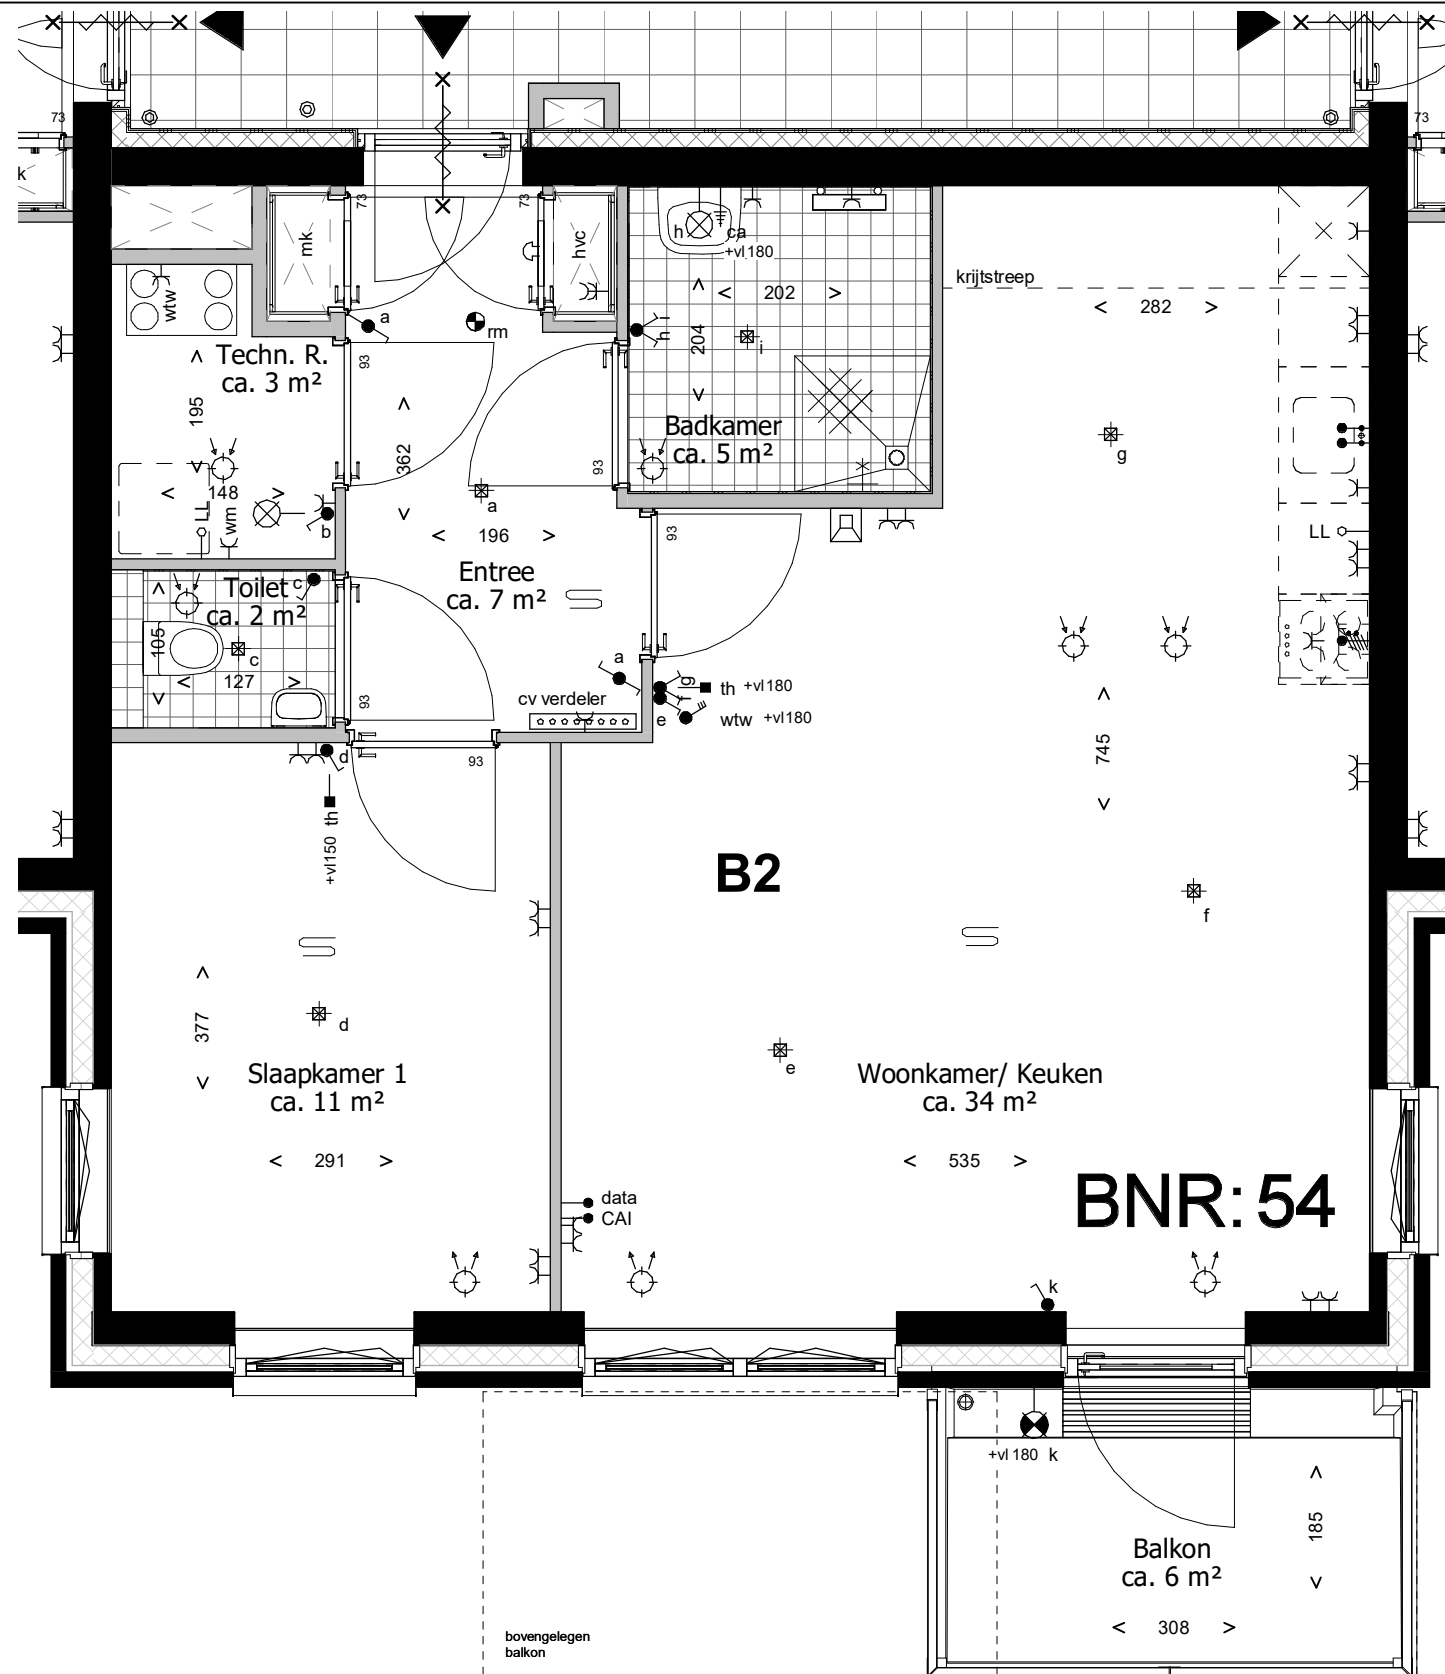 73
73
k
73
73
mk
hvc
h
ca
+vl180
krijtstreep
wtw
202
282
a
rm
h i
204
i
Techn. R.
ca. 3 m²
93
195
362
Badkamer
ca. 5 m²
g
93
148
LL
wm
b
a
196
93
LL
Entree
ca. 7 m²
Toilet
c
ca. 2 m²
105
c
127
a
g
f
th +vl180
e
wtw +vl180
93
cv verdeler
d
93
745
th
+vl150
B2
f
377
d
e
Slaapkamer 1
ca. 11 m²
Woonkamer/ Keuken
ca. 34 m²
291
535
data
CAI
BNR: 54
k
+vl 180 k
185
Balkon
ca. 6 m²
308
bovengelegen
balkon